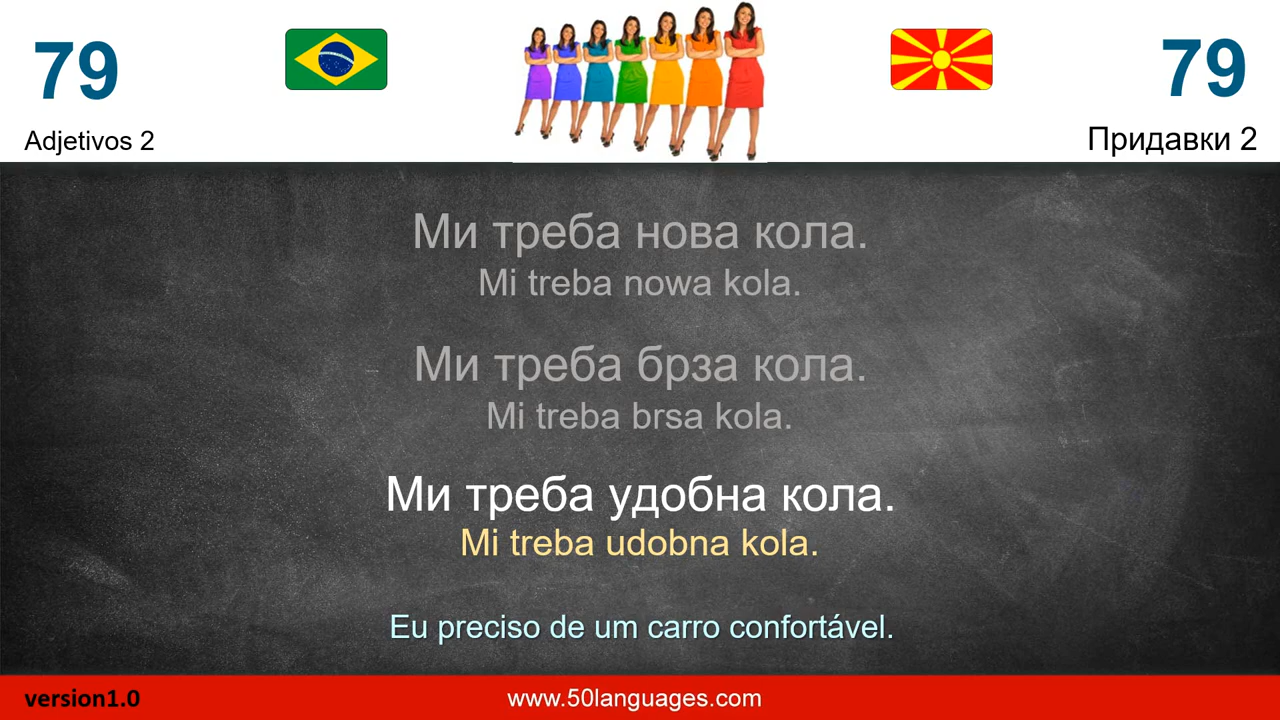 79
79
Adjetivos 2
Придавки 2
Ми треба нова кола.
Mi treba nowa kola.
Ми треба брза кола.
Mi treba brsa kola.
Ми треба удобна кола.
Mi treba udobna kola.
Eu preciso de um carro confortável.
version1.0
www.50languages.com